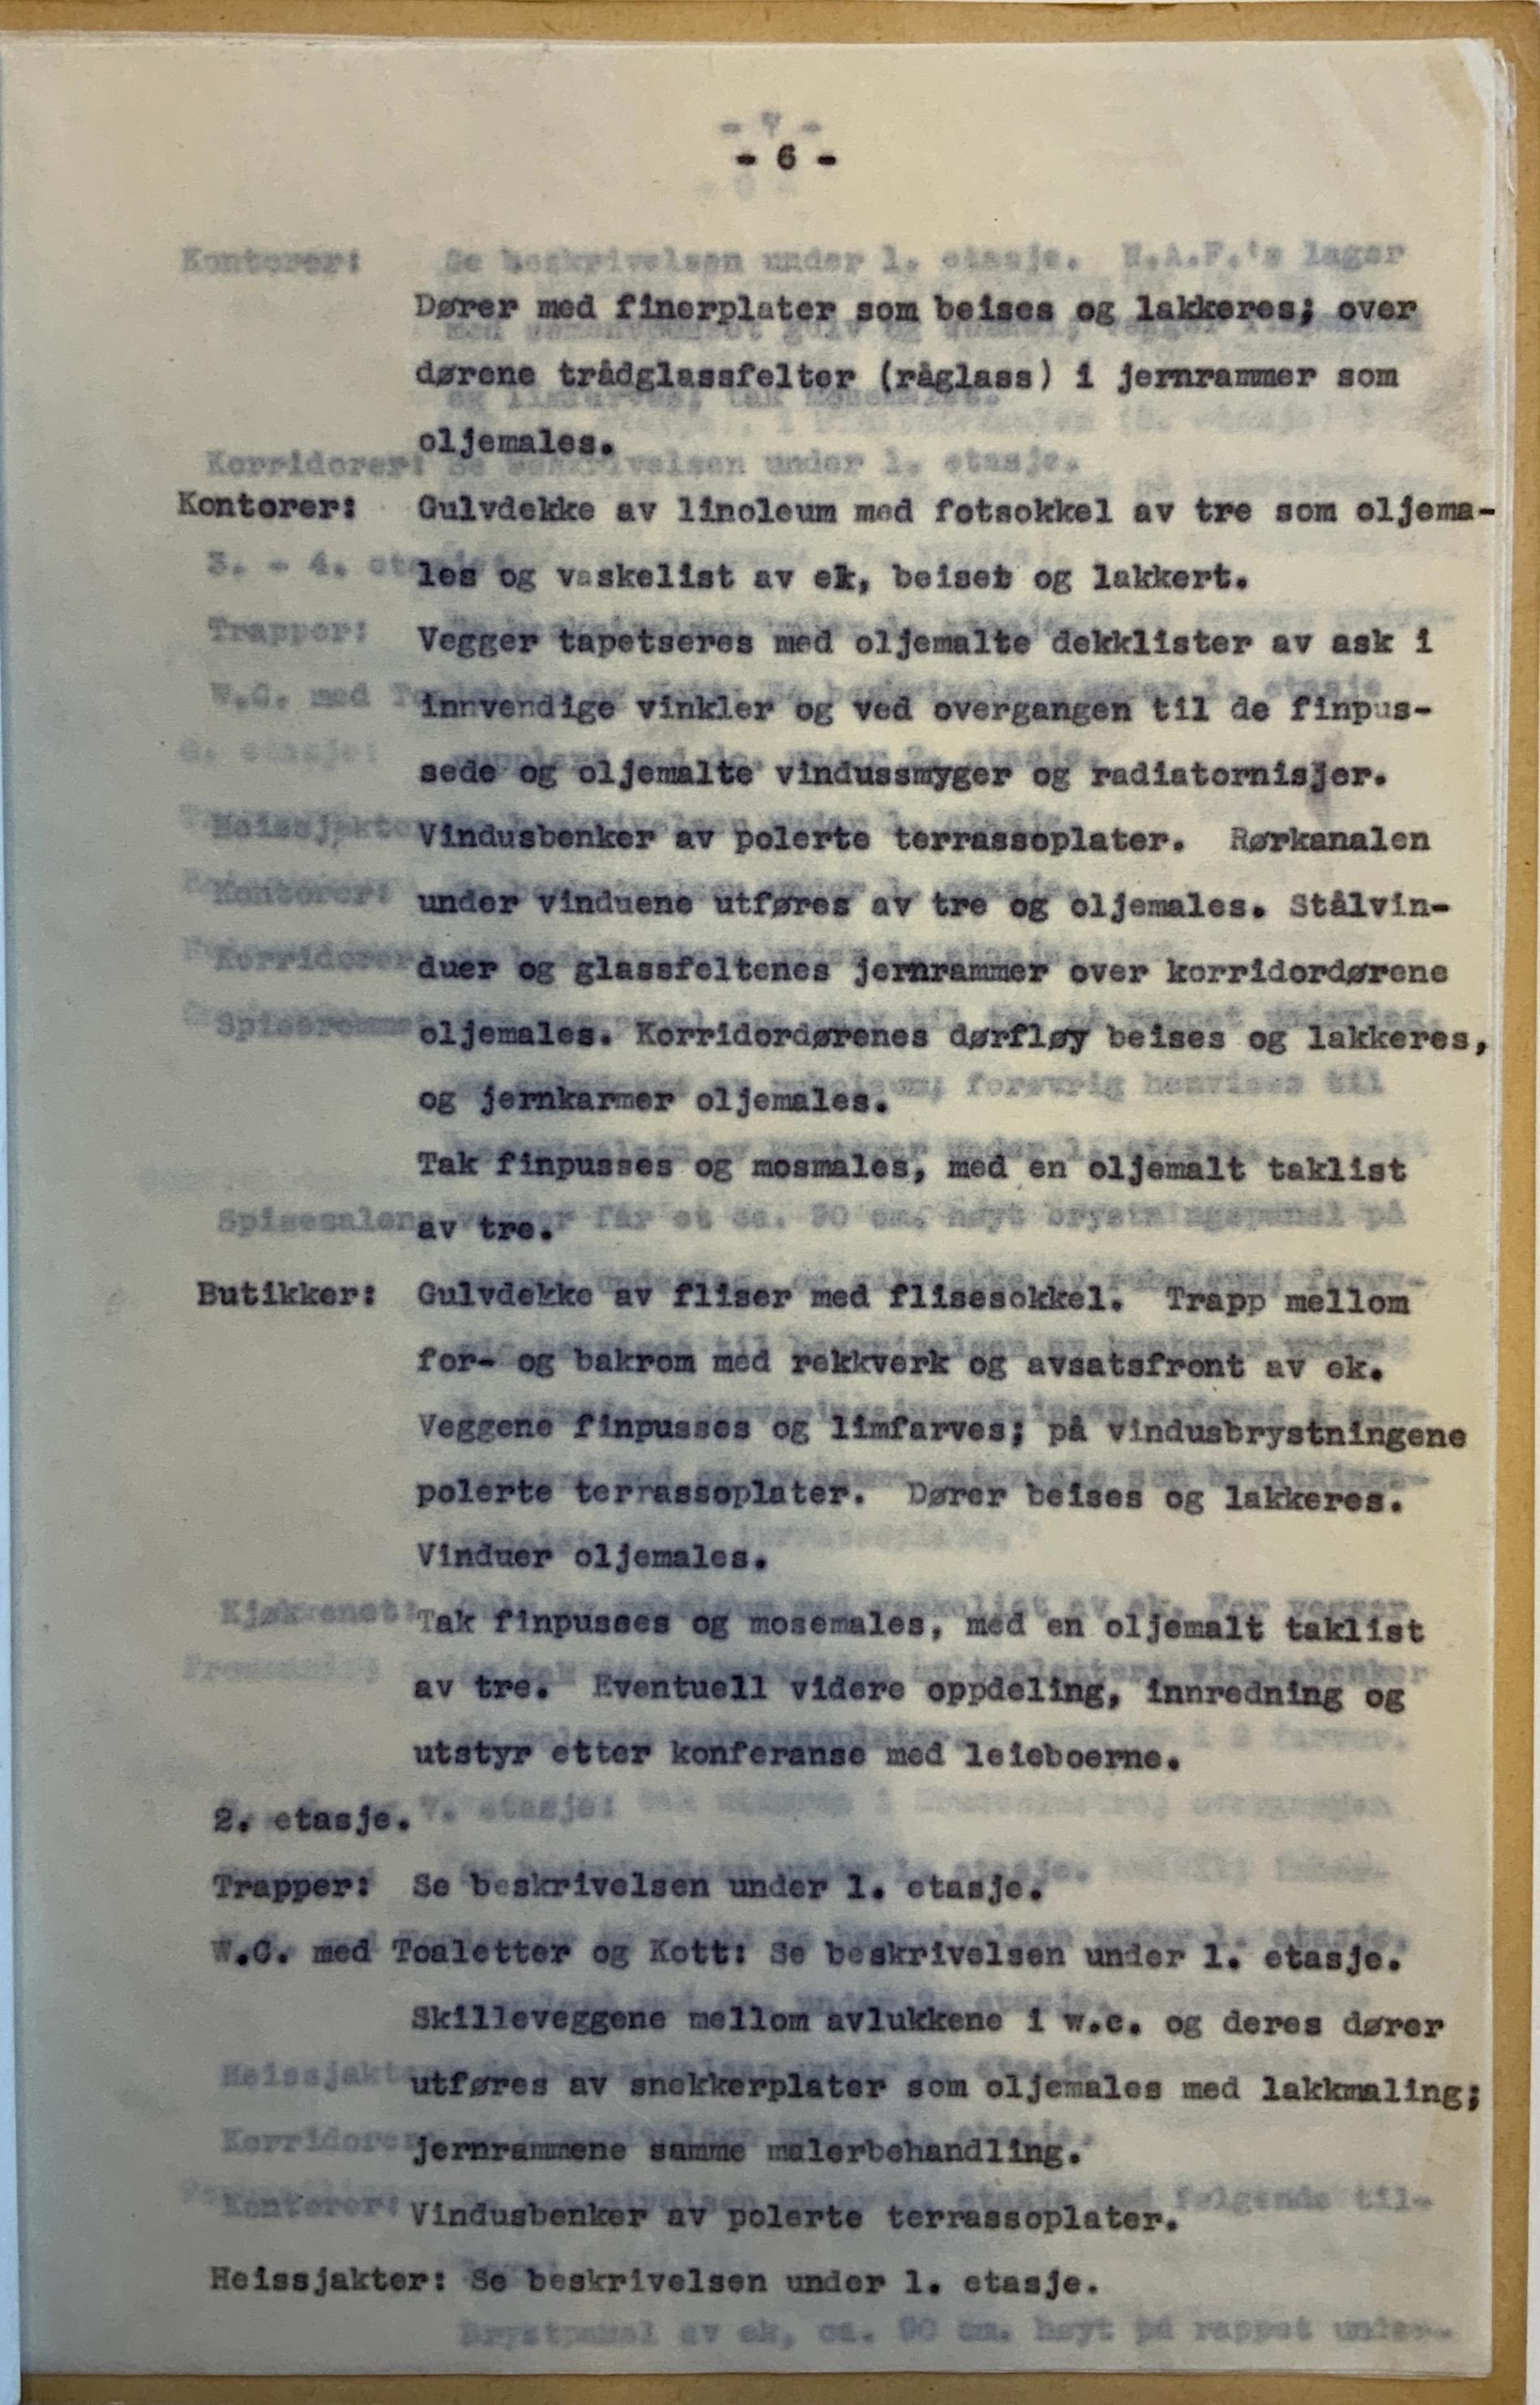 - 6 -
Dører med finerplater som beises og lakkeres; over
dørene trådglassfelter (råglass) i jernrammer som
oljemales.
Kontorer: Gulvdekke av linoleum med fotsokkel av tre som oljema-
les og vaskelist av ek, beiset og lakkert.
Vegger tapetseres med oljemalte dekklister av ask i
innvendige vinkler og ved overgangen til de finpus-
sede og oljemalte vindussmyger og radiatornisjer.
Vindusbenker av polerte terrassoplater. Rørkanalen
under vinduene utføres av tre og oljemales. Stålvin-
duer og glassfeltenes jernrammer over korridordørene
oljemales. Korridordørenes dørfløy beises og lakkeres,
og jernkarmer oljemales.
Tak finpusses og mosmales, med en oljemalt taklist
av tre.
Butikker: Gulvdekke av fliser med flisesokkel. Trapp mellom
for- og bakrom med rekkverk og avsatsfront av ek.
Veggene finpusses og limfarves; på vindusbrystningene
polerte terrassoplater. Dører beises og lakkeres.
Vinduer oljemales.
Tak finpusses og mosemales, med en oljemalt taklist
av tre. Eventuell videre oppdeling, innredning og
utstyr etter konferanse med leieboerne.
2. etasje.
Trapper: Se beskrivelsen under 1. etasje.
W.C. med Toaletter og Kott: Se beskrivelsen under 1. etasje.
Skilleveggene mellom avlukkene i w.c. og deres dører
utføres av snekkerplater som oljemales med lakkmaling;
jernrammene samme malerbehandling.
Vindusbenker av polerte terrassoplater.
Heissjakter: Se beskrivelsen under 1. etasje.